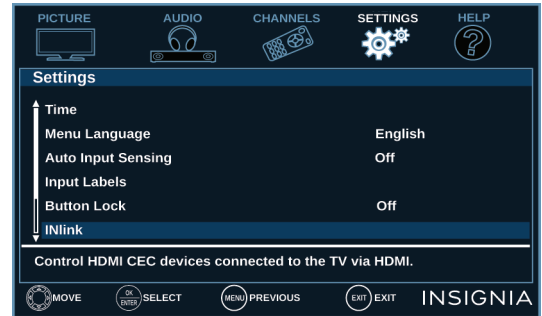 PICTURE AUDIO CHANNELS SETTINGS HELP
Settings
Time
Menu Language English
Auto Input Sensing Off
Input Labels
Button Lock Off
INlink
Control HDMI CEC devices connected to the TV via HDMI.
MOVE OK ENTER SELECT MENU PREVIOUS EXIT EXIT INSIGNIA